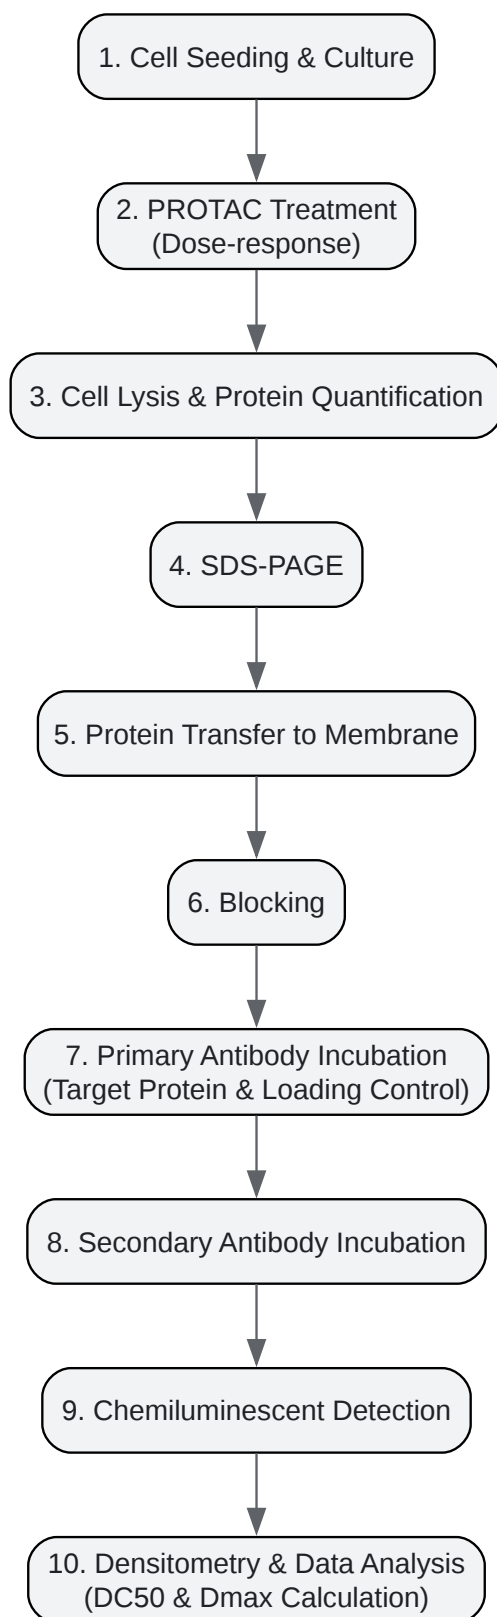 1. Cell Seeding & Culture
2. PROTAC Treatment
(Dose-response)
3. Cell Lysis & Protein Quantification
4. SDS-PAGE
5. Protein Transfer to Membrane
6. Blocking
7. Primary Antibody Incubation
(Target Protein & Loading Control)
8. Secondary Antibody Incubation
9. Chemiluminescent Detection
10. Densitometry & Data Analysis
(DC50 & Dmax Calculation)